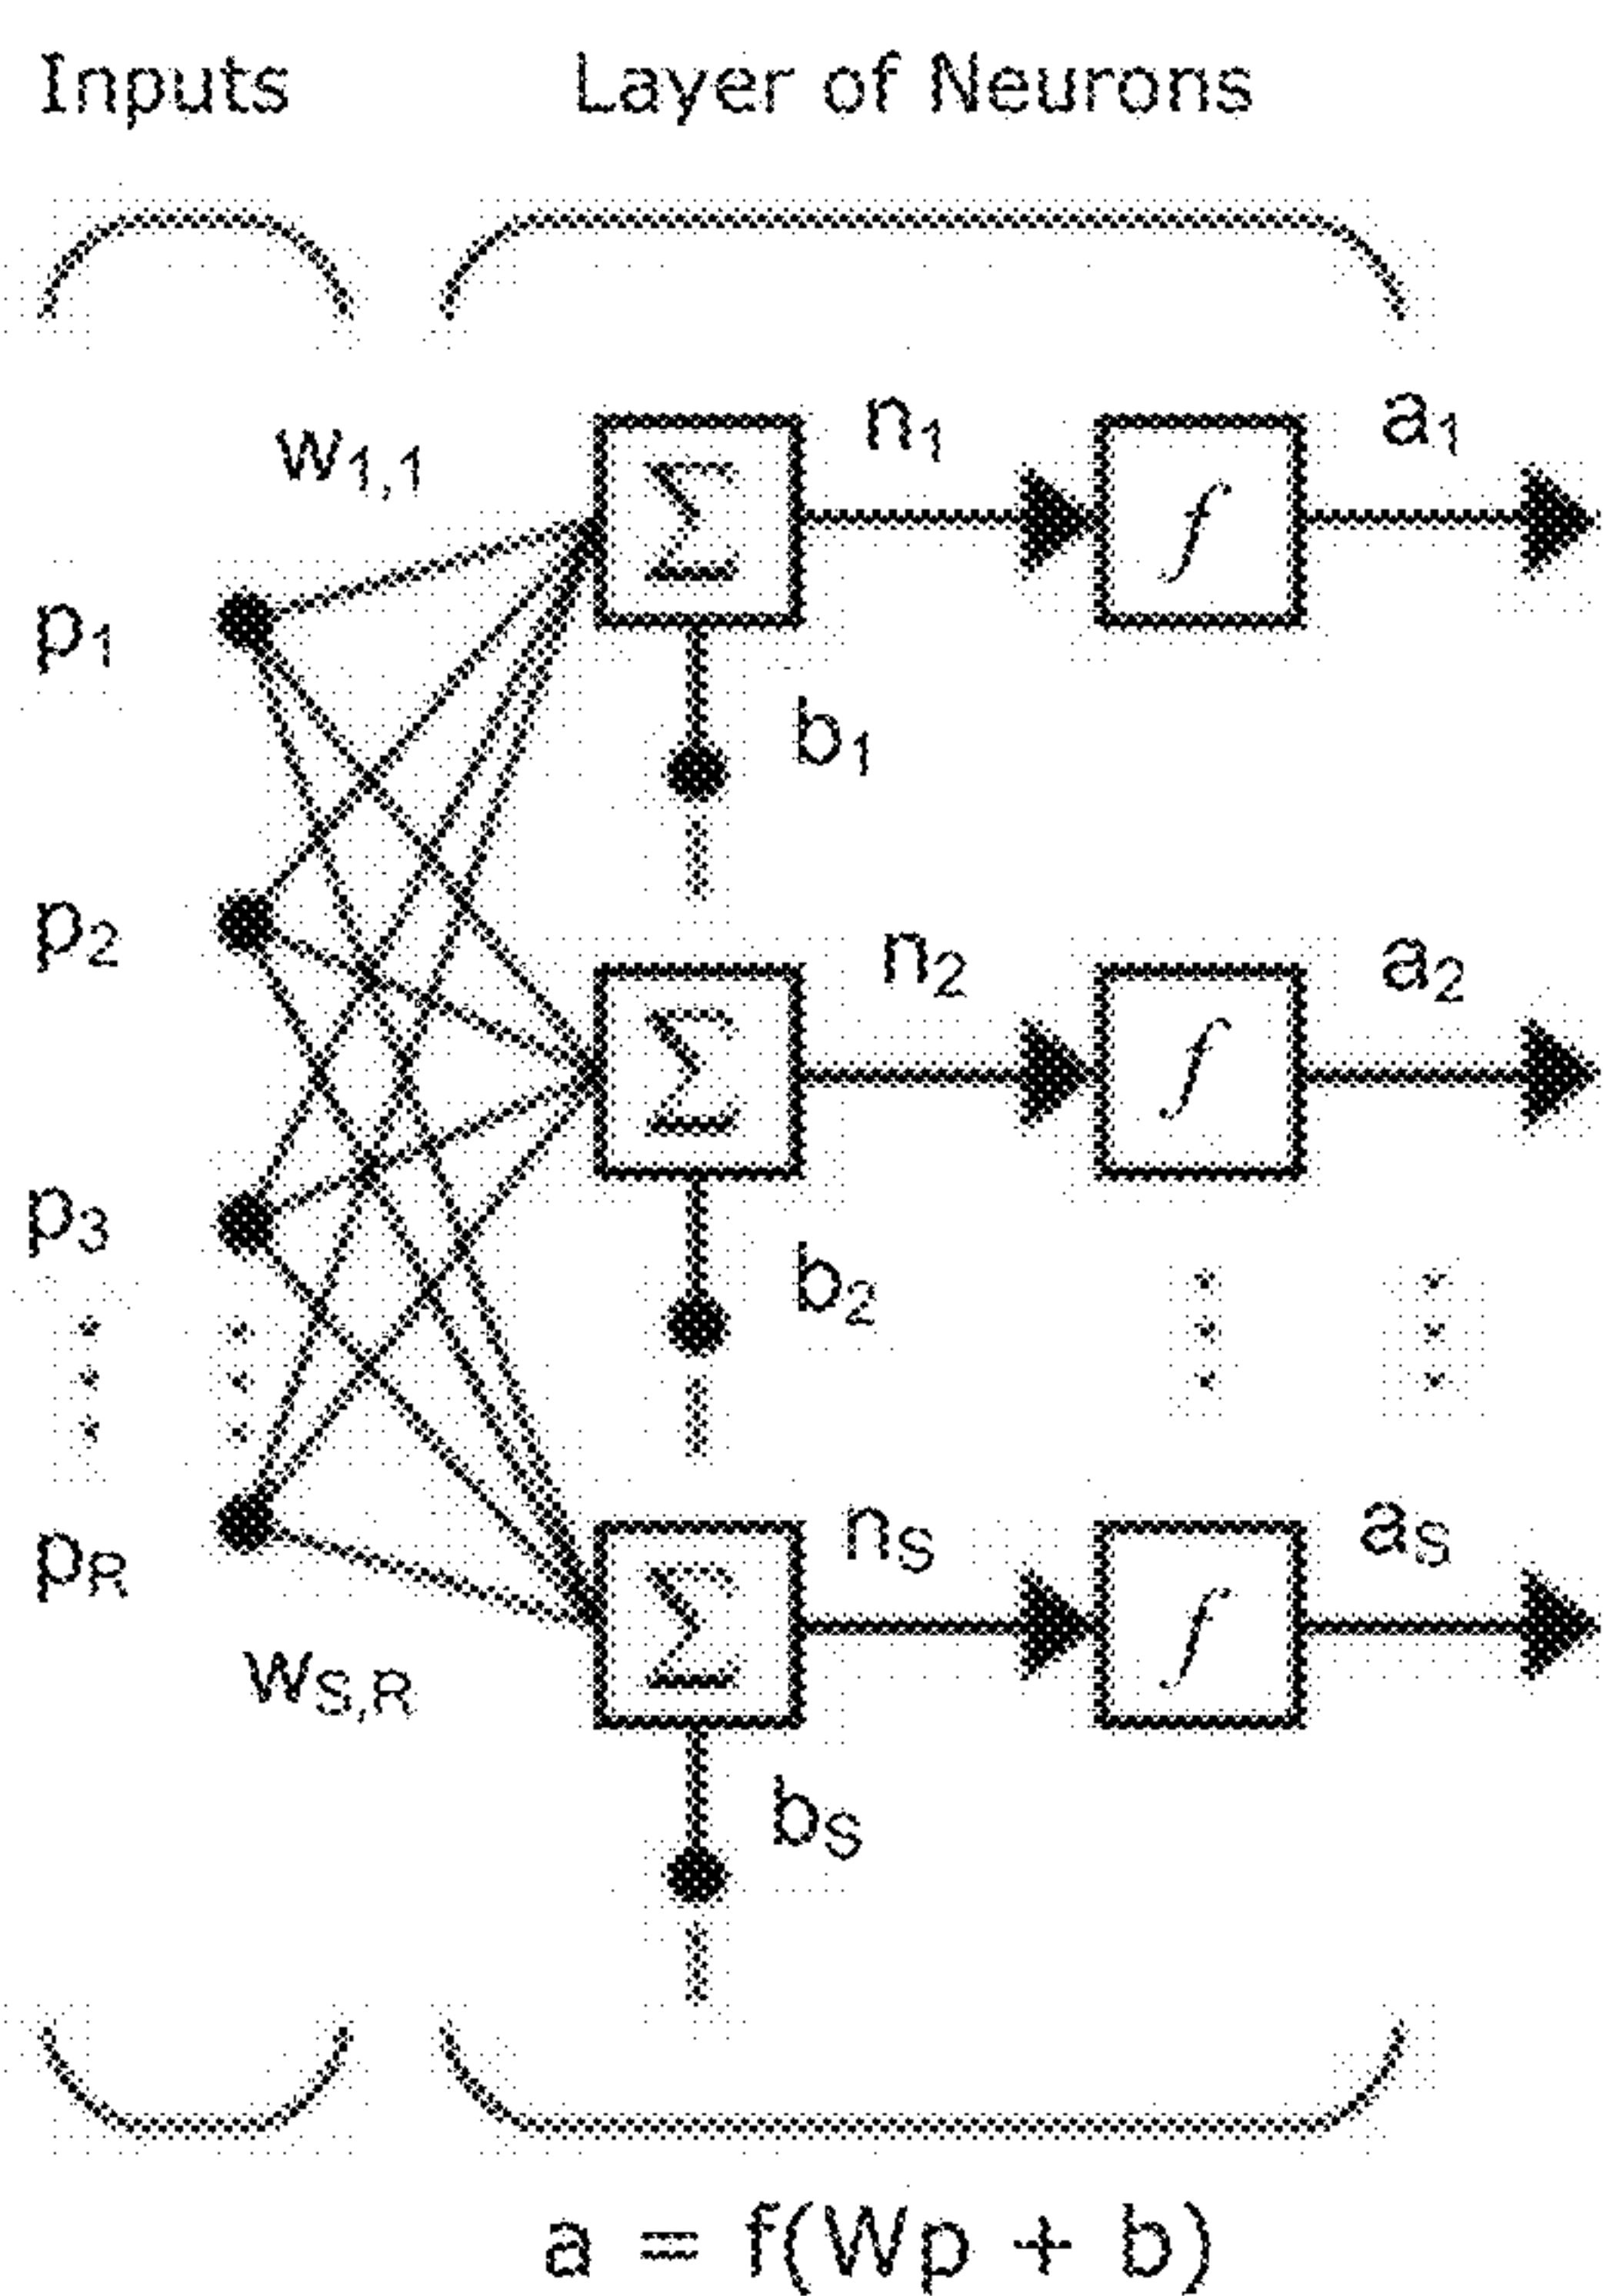 Inputs Layer of Neurons
w1,1 n1 a1
Σ f
p1
b1
p2 n2 a2
Σ f
p3
b2
pR nS aS
Σ f
wS,R
bS
a = f(Wp + b)